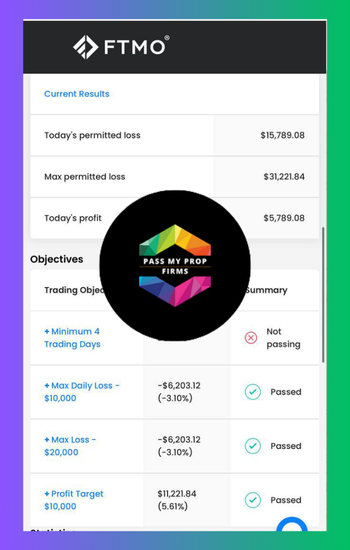 FTMO®
Current Results
Today's permitted loss $15,789.08
Max permitted loss $31,221.84
Today's profit $5,789.08
PASS MY PROP
FIRMS
Objectives
Trading Objec Summary
+ Minimum 4
Trading Days
Not
passing
+ Max Daily Loss -
$10,000
-$6,203.12
(-3.10%)
Passed
+ Max Loss -
$20,000
-$6,203.12
(-3.10%)
Passed
+ Profit Target
$10,000
$11,221.84
(5.61%)
Passed